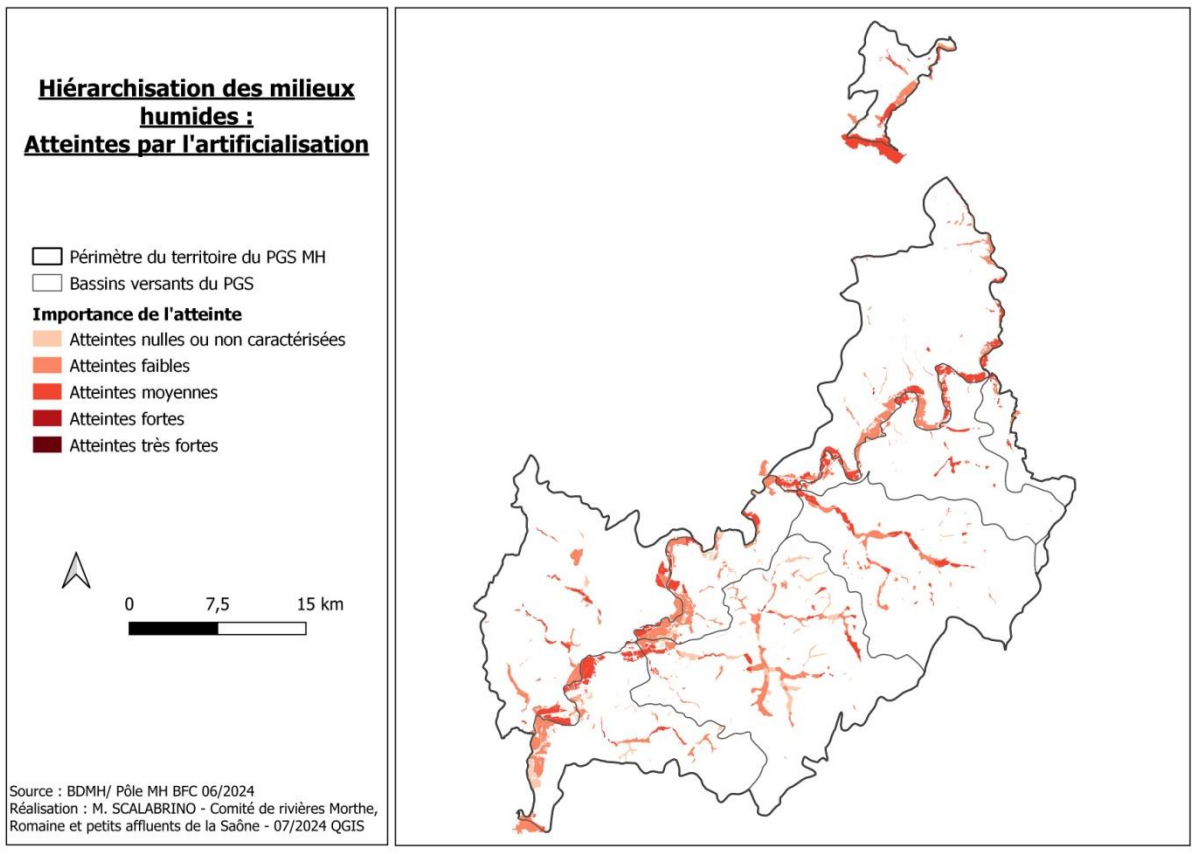 Hiérarchisation des milieux
humides :
Atteintes par l'artificialisation
Périmètre du territoire du PGS MH
Bassins versants du PGS
Importance de l'atteinte
Atteintes nulles ou non caractérisées
Atteintes faibles
Atteintes moyennes
Atteintes fortes
Atteintes très fortes
0 7,5 15 km
Source : BDMH/ Pôle MH BFC 06/2024
Réalisation : M. SCALABRINO - Comité de rivières Morthe,
Romaine et petits affluents de la Saône - 07/2024 QGIS